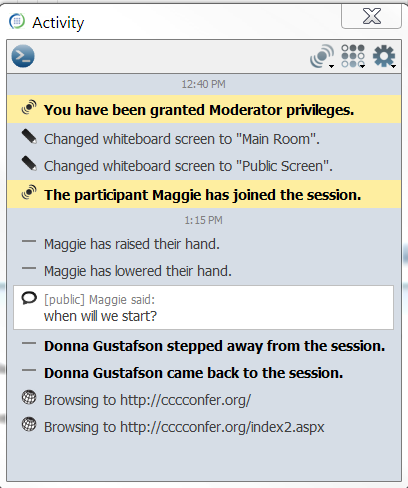 Activity
12:40 PM
You have been granted Moderator privileges.
Changed whiteboard screen to "Main Room".
Changed whiteboard screen to "Public Screen".
The participant Maggie has joined the session.
1:15 PM
Maggie has raised their hand.
Maggie has lowered their hand.
[public] Maggie said:
when will we start?
Donna Gustafson stepped away from the session.
Donna Gustafson came back to the session.
Browsing to http://cccconfer.org/
Browsing to http://cccconfer.org/index2.aspx